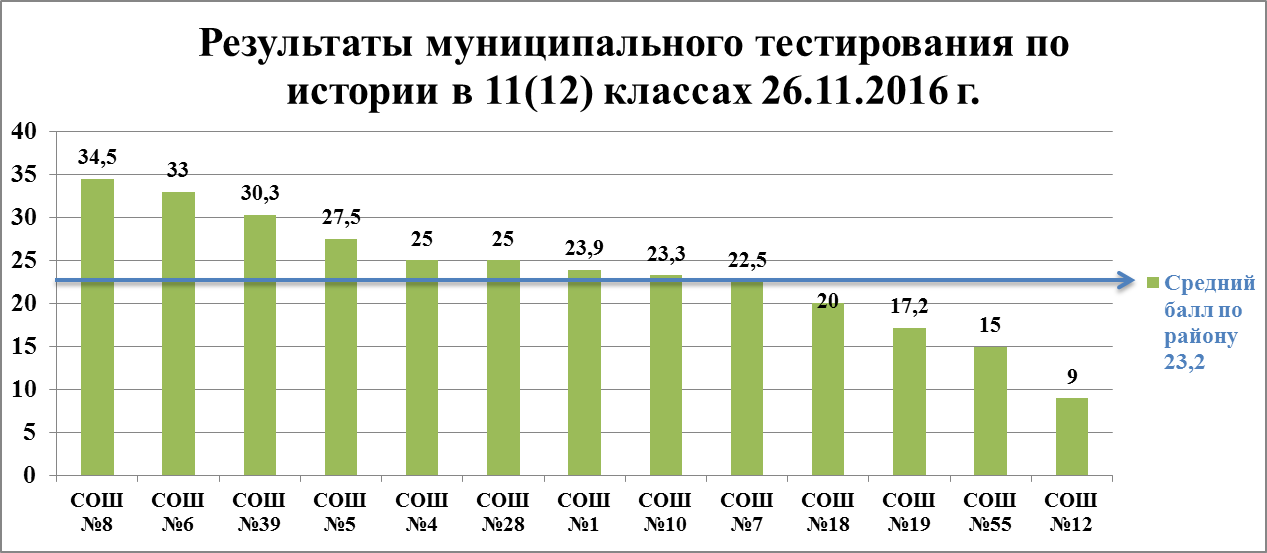 Результаты муниципального тестирования по
истории в 11(12) классах 26.11.2016 г.
40
35
30
25
20
15
10
5
0
34,5
33
30,3
27,5
25
25
23,9
23,3
22,5
20
17,2
15
9
СОШ №8
СОШ №6
СОШ №39
СОШ №5
СОШ №4
СОШ №28
СОШ №1
СОШ №10
СОШ №7
СОШ №18
СОШ №19
СОШ №55
СОШ №12
Средний
балл по
району
23,2